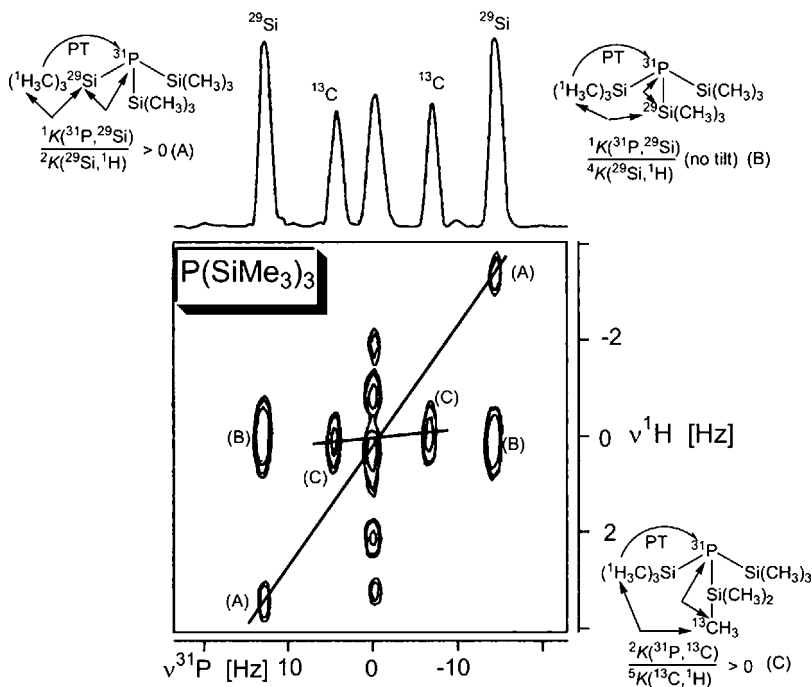 ²⁹Si
²⁹Si
¹³C
¹³C
PT
³¹P
(¹H₃C)₃²⁹Si
Si(CH₃)₃
Si(CH₃)₃
¹K(³¹P,²⁹Si)
²K(²⁹Si,¹H)
> 0 (A)
PT
³¹P
(¹H₃C)₃Si
Si(CH₃)₃
²⁹Si(CH₃)₃
¹K(³¹P,²⁹Si)
⁴K(²⁹Si,¹H)
(no tilt) (B)
P(SiMe₃)₃
(A)
-2
(B)
(C)
(C)
(B)
0 ν¹H [Hz]
2
(A)
ν³¹P [Hz] 10 0 -10
PT
³¹P
(¹H₃C)₃Si
Si(CH₃)₃
Si(CH₃)₂
¹³CH₃
²K(³¹P,¹³C)
⁵K(¹³C,¹H)
> 0 (C)